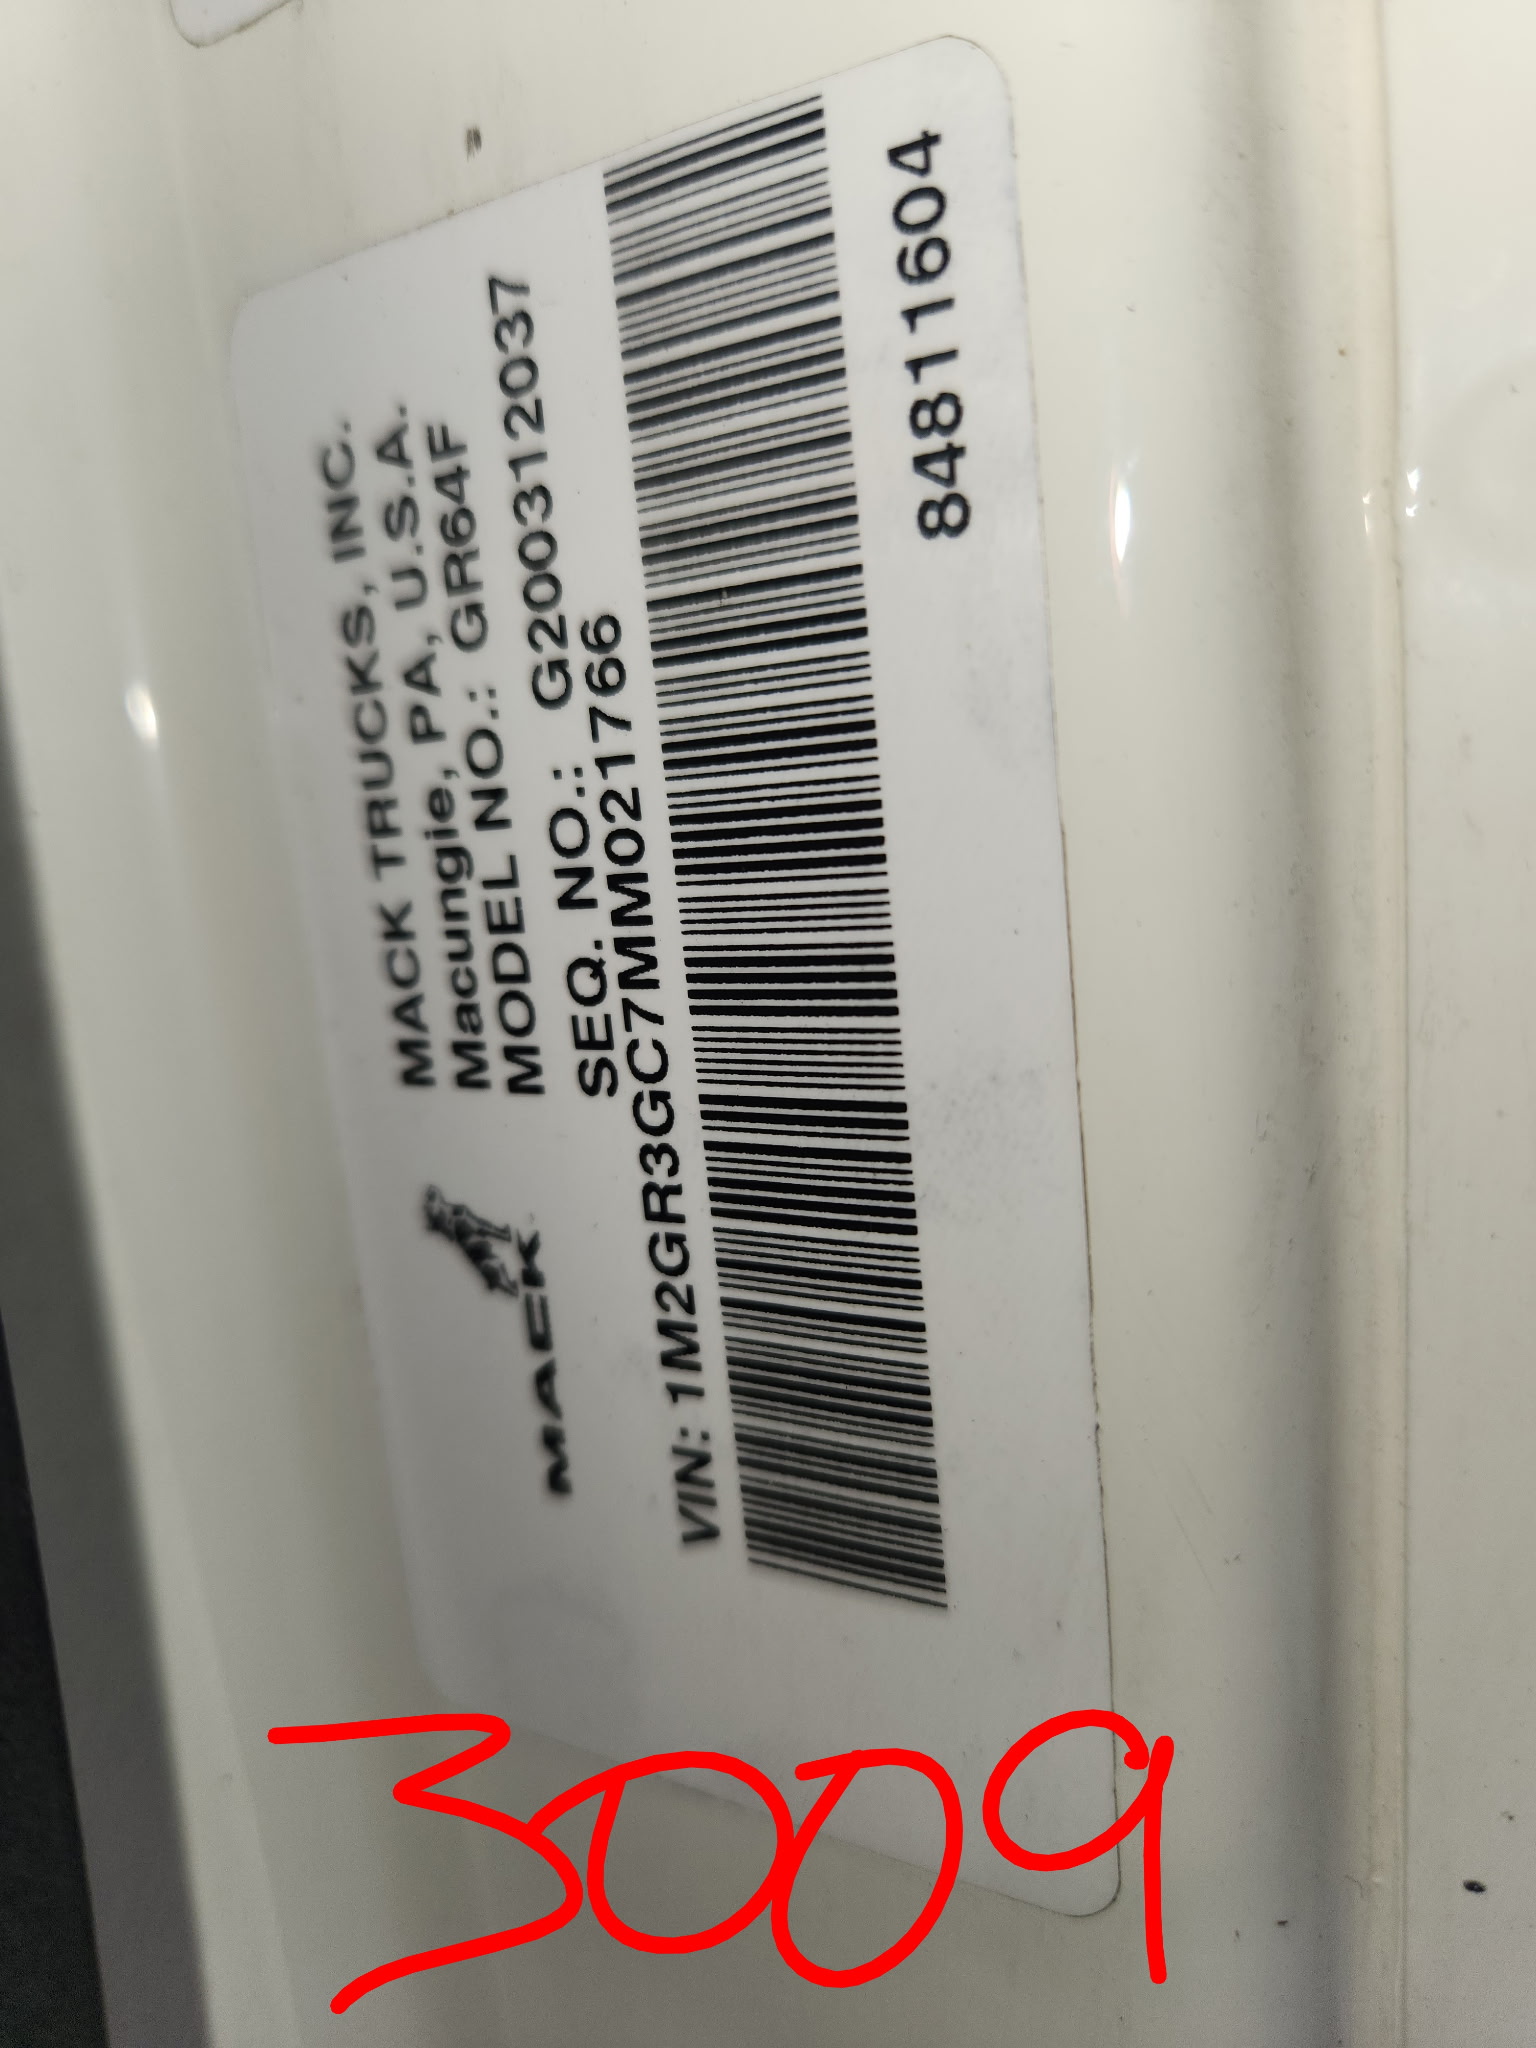 MACK TRUCKS, INC.
Macungie, PA, U.S.A.
MODEL NO.: GR64F
SEQ. NO.: G200312037
MACK
VIN: 1M2GR3GC7MM021766
84811604
3009